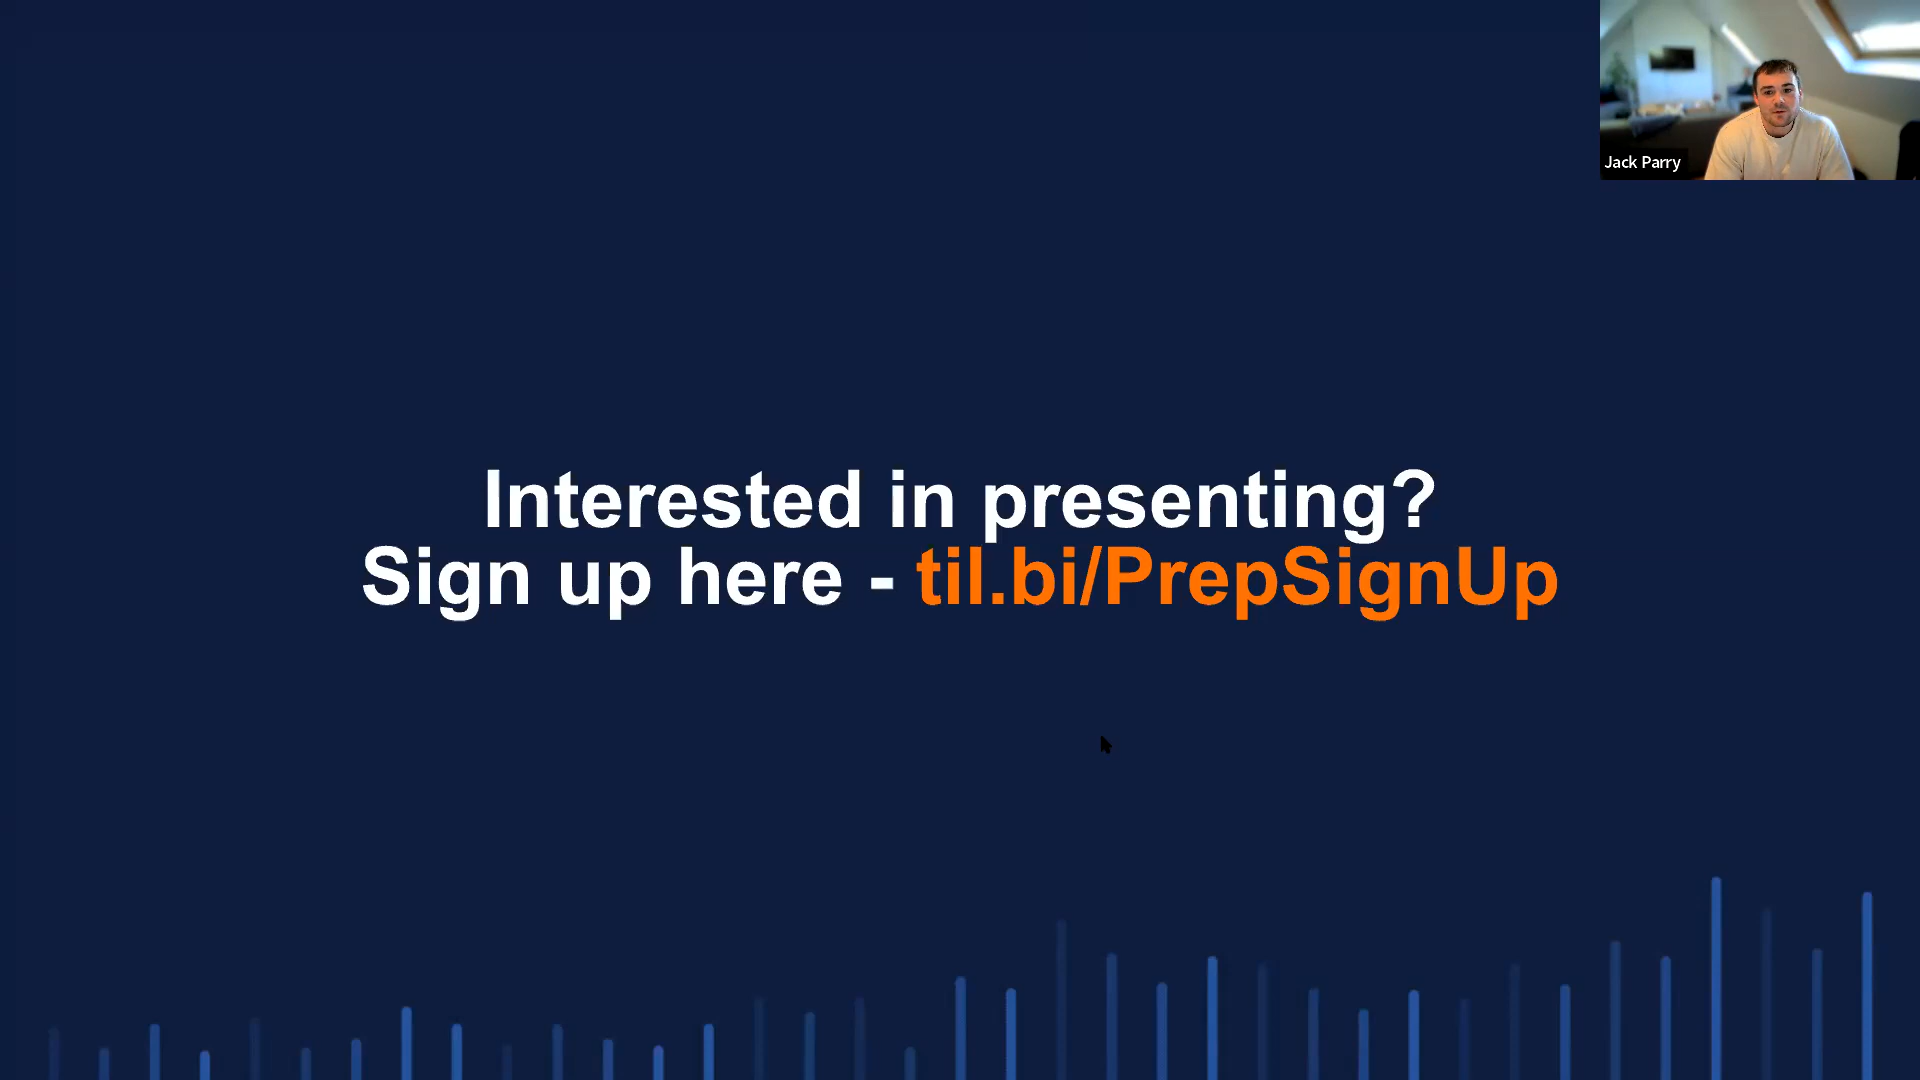 Jack Parry
Interested in presenting?
Sign up here - til.bi/PrepSignUp